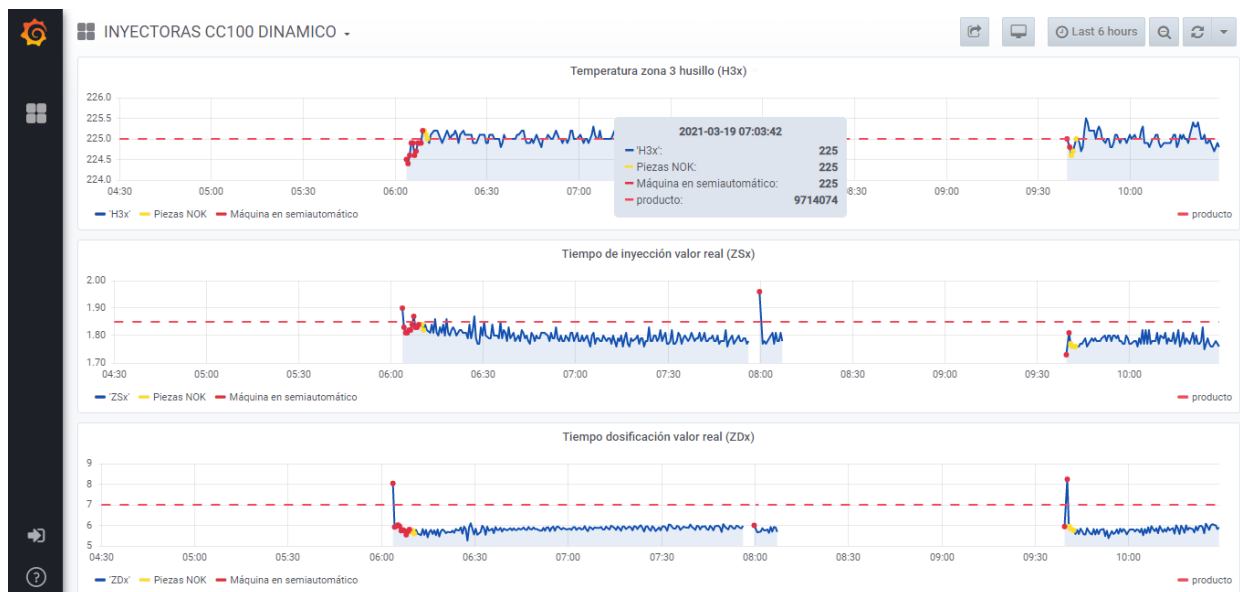 INYECTORAS CC100 DINAMICO
Last 6 hours
Temperatura zona 3 husillo (H3x)
226.0
225.5
225.0
224.5
224.0
04:30 05:00 05:30 06:00 06:30 07:00 8:30 09:00 09:30 10:00
2021-03-19 07:03:42
'H3x': 225
Piezas NOK: 225
Máquina en semiautomático: 225
producto: 9714074
'H3x' Piezas NOK Máquina en semiautomático producto
Tiempo de inyección valor real (ZSx)
2.00
1.90
1.80
1.70
04:30 05:00 05:30 06:00 06:30 07:00 07:30 08:00 08:30 09:00 09:30 10:00
'ZSx' Piezas NOK Máquina en semiautomático producto
Tiempo dosificación valor real (ZDx)
9
8
7
6
5
04:30 05:00 05:30 06:00 06:30 07:00 07:30 08:00 08:30 09:00 09:30 10:00
'ZDx' Piezas NOK Máquina en semiautomático producto